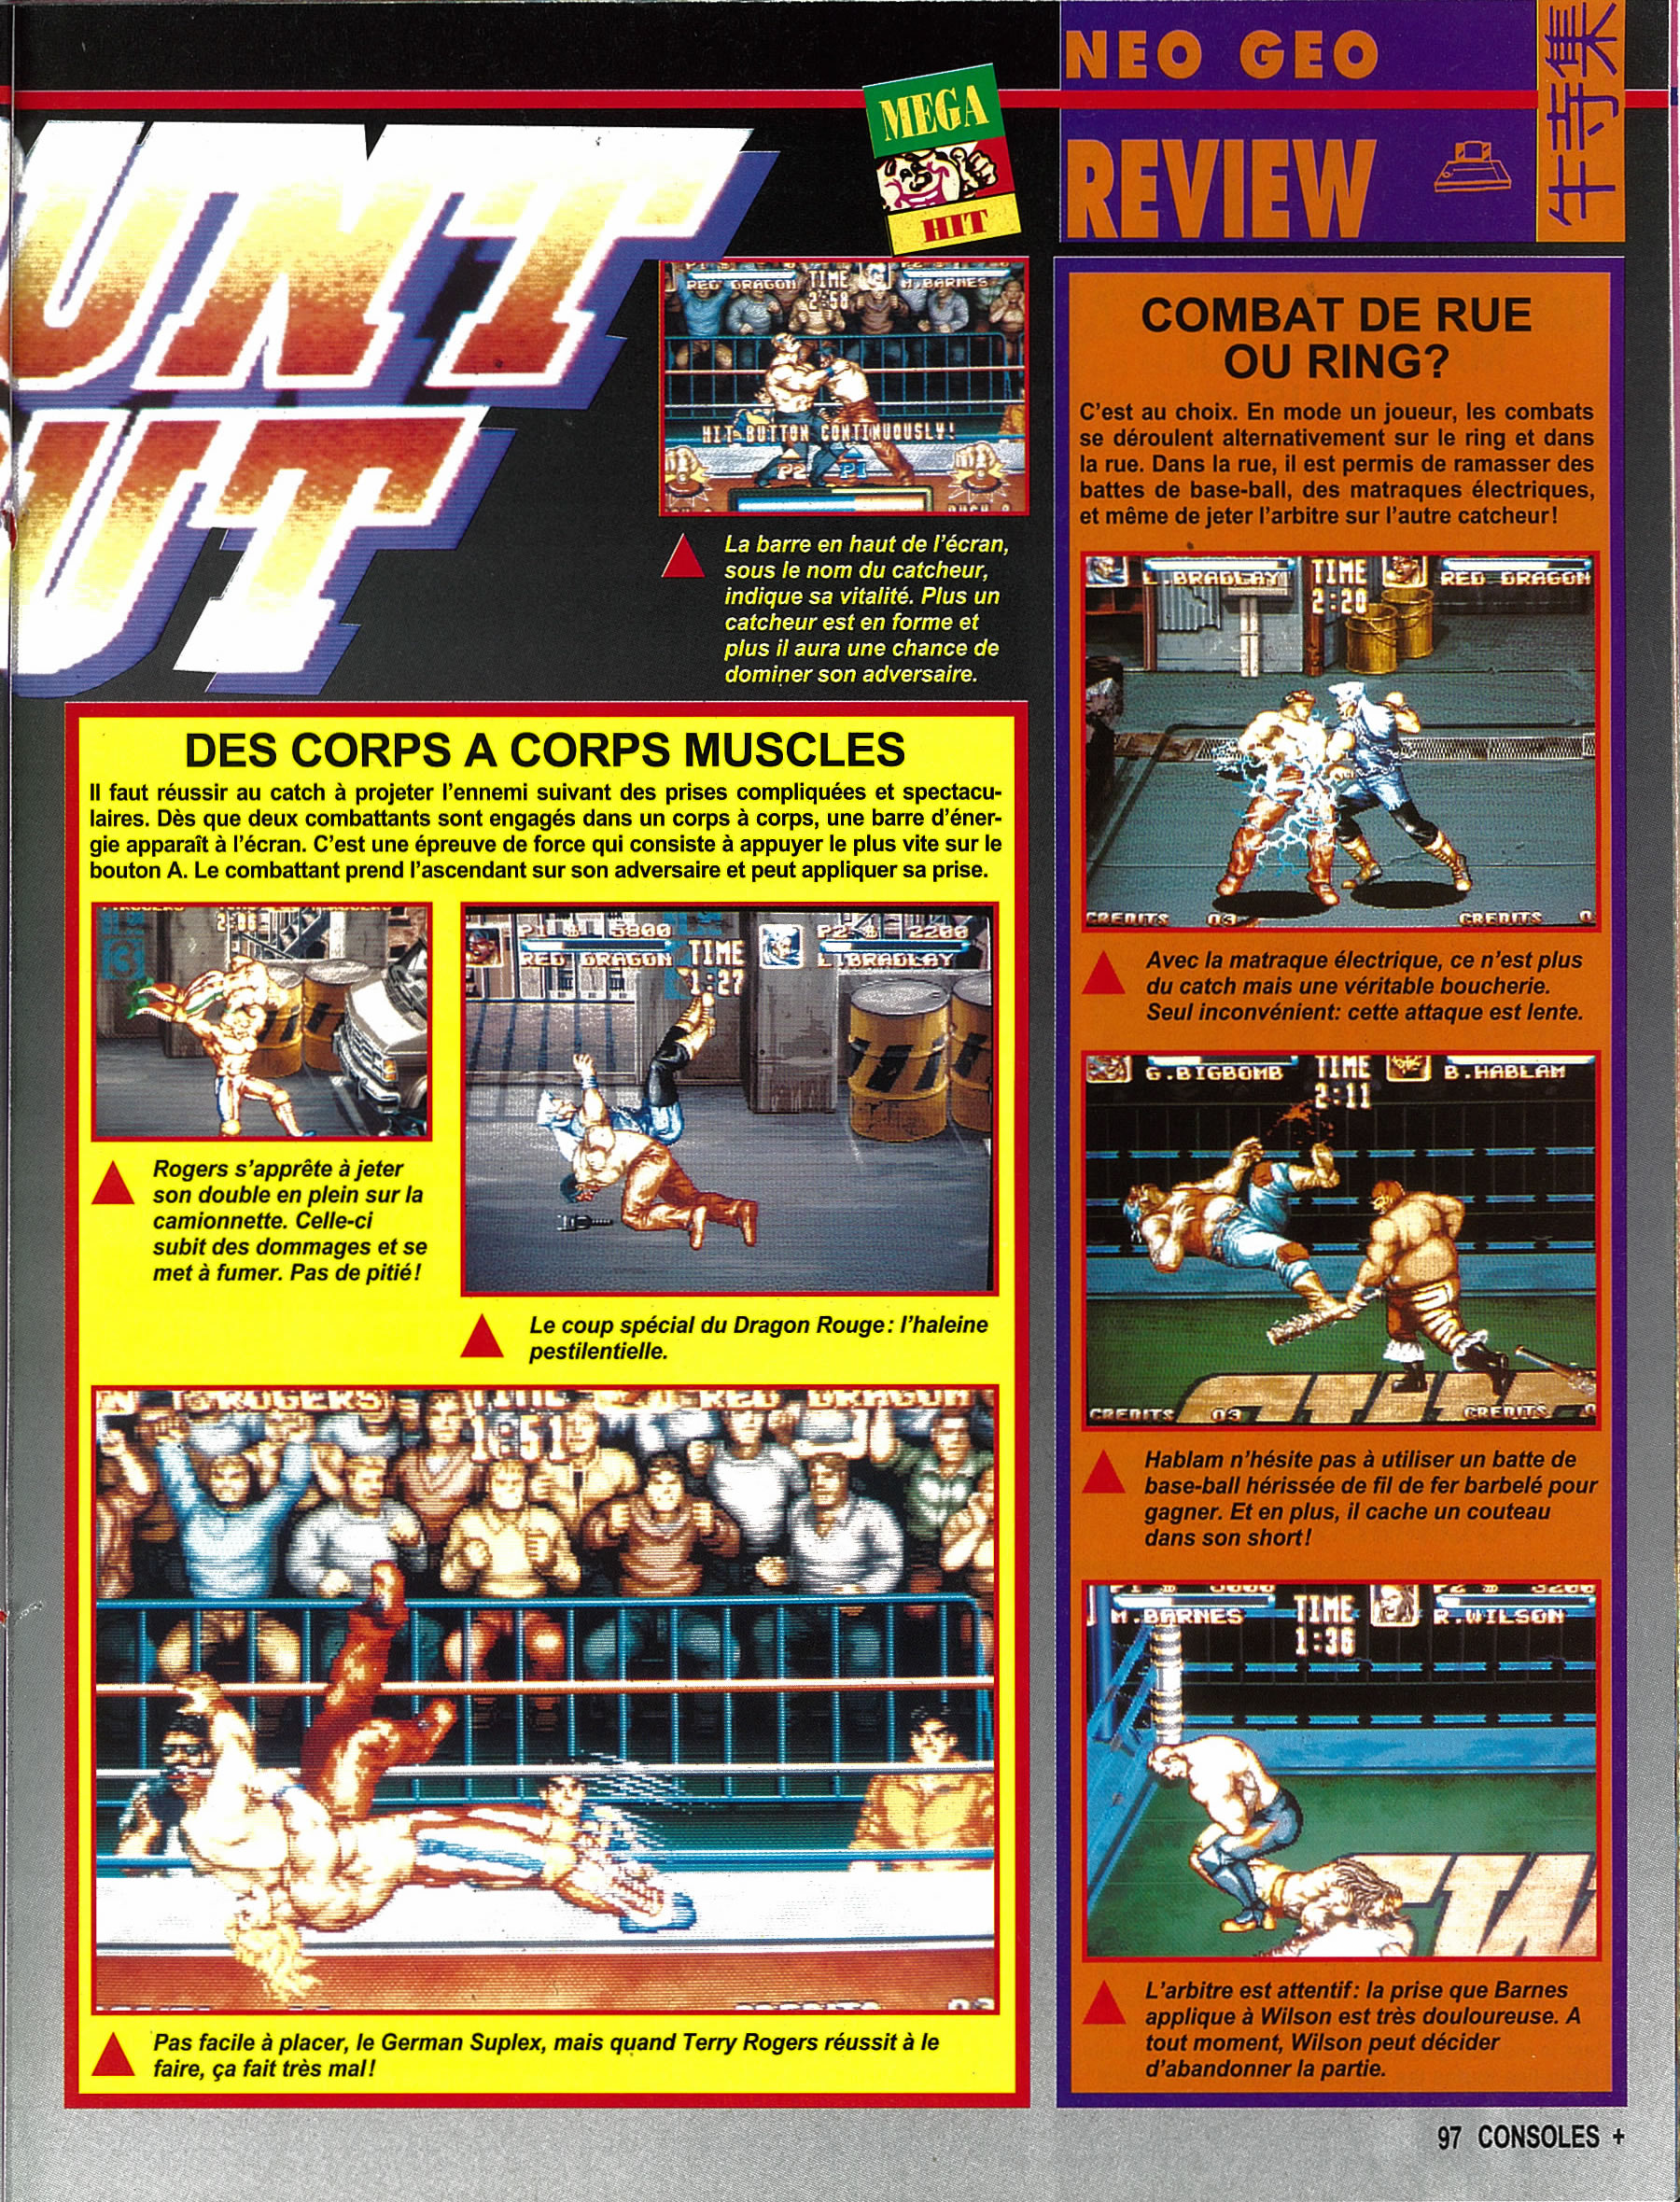 NEO GEO
REVIEW
MEGA
HIT
UNT
UT
RED DRAGON
TIME
2:58
M.BARNES
HIT BUTTON CONTINUOUSLY!
P2
P1
La barre en haut de l'écran,
sous le nom du catcheur,
indique sa vitalité. Plus un
catcheur est en forme et
plus il aura une chance de
dominer son adversaire.
DES CORPS A CORPS MUSCLES
Il faut réussir au catch à projeter l'ennemi suivant des prises compliquées et spectacu-
laires. Dès que deux combattants sont engagés dans un corps à corps, une barre d'éner-
gie apparaît à l'écran. C'est une épreuve de force qui consiste à appuyer le plus vite sur le
bouton A. Le combattant prend l'ascendant sur son adversaire et peut appliquer sa prise.
3
P1 $ 5800
TIME
P2 $ 2200
RED DRAGON
1:27
L.BRADLAY
Rogers s'apprête à jeter
son double en plein sur la
camionnette. Celle-ci
subit des dommages et se
met à fumer. Pas de pitié!
Le coup spécial du Dragon Rouge: l'haleine
pestilentielle.
T.ROGERS
TIME
RED DRAGON
1:51
Pas facile à placer, le German Suplex, mais quand Terry Rogers réussit à le
faire, ça fait très mal!
COMBAT DE RUE
OU RING?
C'est au choix. En mode un joueur, les combats
se déroulent alternativement sur le ring et dans
la rue. Dans la rue, il est permis de ramasser des
battes de base-ball, des matraques électriques,
et même de jeter l'arbitre sur l'autre catcheur!
L.BRADLAY
TIME
RED DRAGON
2:20
CREDITS 03
CREDITS 0
Avec la matraque électrique, ce n'est plus
du catch mais une véritable boucherie.
Seul inconvénient: cette attaque est lente.
G.BIGBOMB
TIME
B.HABLAM
2:11
CREDITS 03
CREDITS 0
Hablam n'hésite pas à utiliser un batte de
base-ball hérissée de fil de fer barbelé pour
gagner. Et en plus, il cache un couteau
dans son short!
P2 $ 3200
M.BARNES
TIME
R.WILSON
1:36
L'arbitre est attentif: la prise que Barnes
applique à Wilson est très douloureuse. A
tout moment, Wilson peut décider
d'abandonner la partie.
97 CONSOLES +